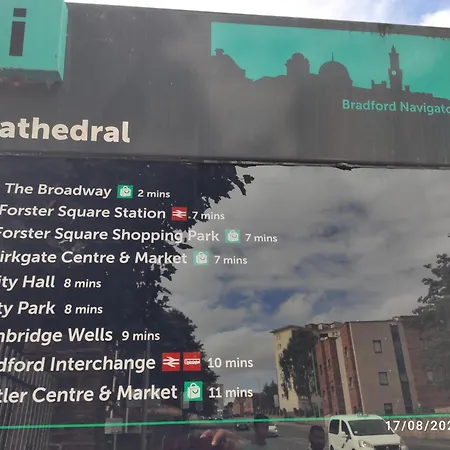 i
Bradford Navigato
athedral
The Broadway 2 mins
Forster Square Station 7 mins
Forster Square Shopping Park 7 mins
irkgate Centre & Market 7 mins
ity Hall 8 mins
ty Park 8 mins
nbridge Wells 9 mins
dford Interchange 10 mins
tler Centre & Market 11 mins
17/08/202